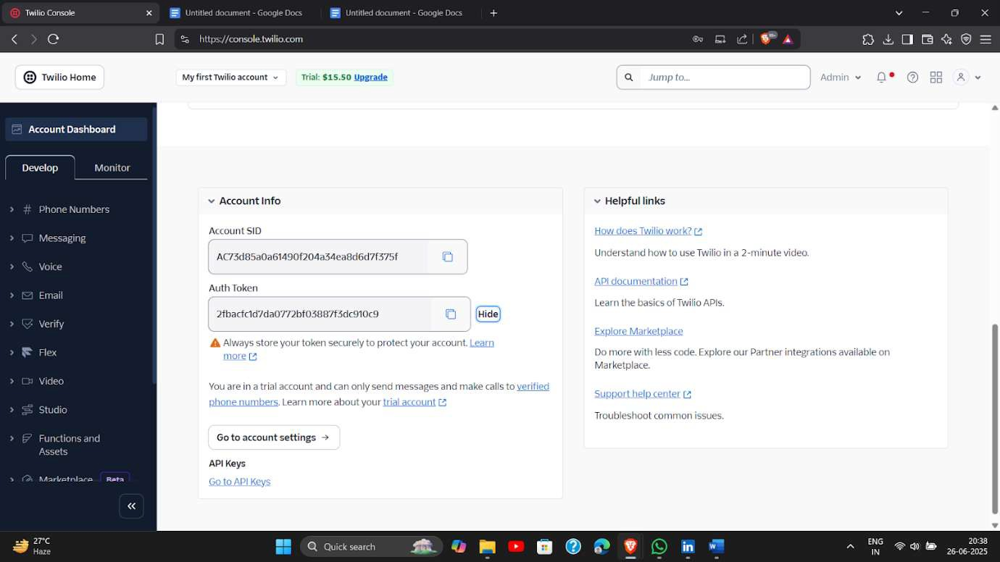 Twilio Console
Untitled document - Google Docs
Untitled document - Google Docs
https://console.twilio.com
99+
Twilio Home
My first Twilio account
Trial: $15.50 Upgrade
Jump to...
Admin
Account Dashboard
Develop
Monitor
Phone Numbers
Messaging
Voice
Email
Verify
Flex
Video
Studio
Functions and
Assets
Marketplace Beta
Account Info
Account SID
AC73d85a0a61490f204a34ea8d6d7f375f
Auth Token
2fbacfc1d7da0772bf03887f3dc910c9
Hide
Always store your token securely to protect your account. Learn
more
You are in a trial account and can only send messages and make calls to verified
phone numbers. Learn more about your trial account
Go to account settings
API Keys
Go to API Keys
Helpful links
How does Twilio work?
Understand how to use Twilio in a 2-minute video.
API documentation
Learn the basics of Twilio APIs.
Explore Marketplace
Do more with less code. Explore our Partner integrations available on
Marketplace.
Support help center
Troubleshoot common issues.
27°C
Haze
Quick search
ENG
IN
20:38
26-06-2025